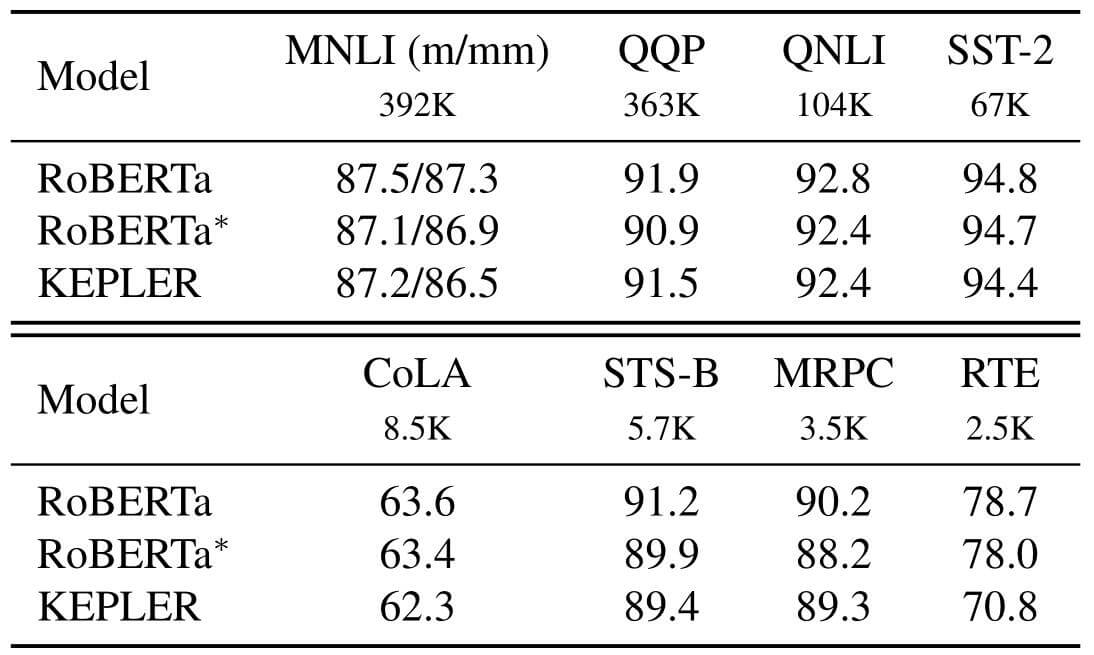 Model MNLI (m/mm) QQP QNLI SST-2
392K 363K 104K 67K
RoBERTa 87.5/87.3 91.9 92.8 94.8
RoBERTa* 87.1/86.9 90.9 92.4 94.7
KEPLER 87.2/86.5 91.5 92.4 94.4
Model CoLA STS-B MRPC RTE
8.5K 5.7K 3.5K 2.5K
RoBERTa 63.6 91.2 90.2 78.7
RoBERTa* 63.4 89.9 88.2 78.0
KEPLER 62.3 89.4 89.3 70.8